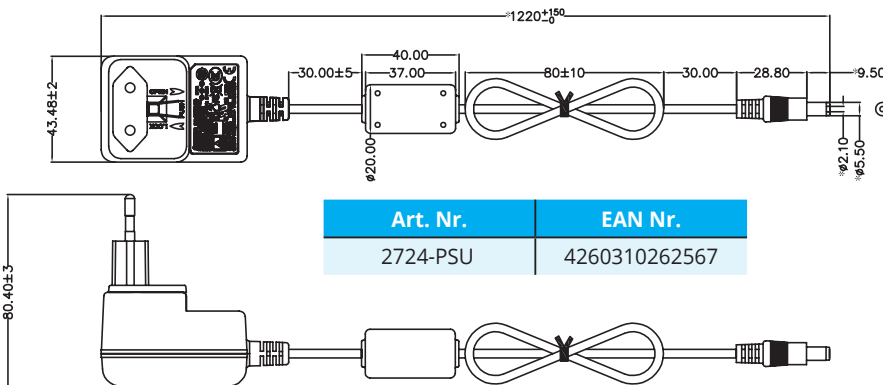 *1220+150-0
40.00
30.00±5
37.00
80±10
30.00
28.80
*9.50
43.48±2
OPEN
ø20.00
*ø2.10
*ø5.50
Art. Nr.
EAN Nr.
2724-PSU
4260310262567
80.40±3